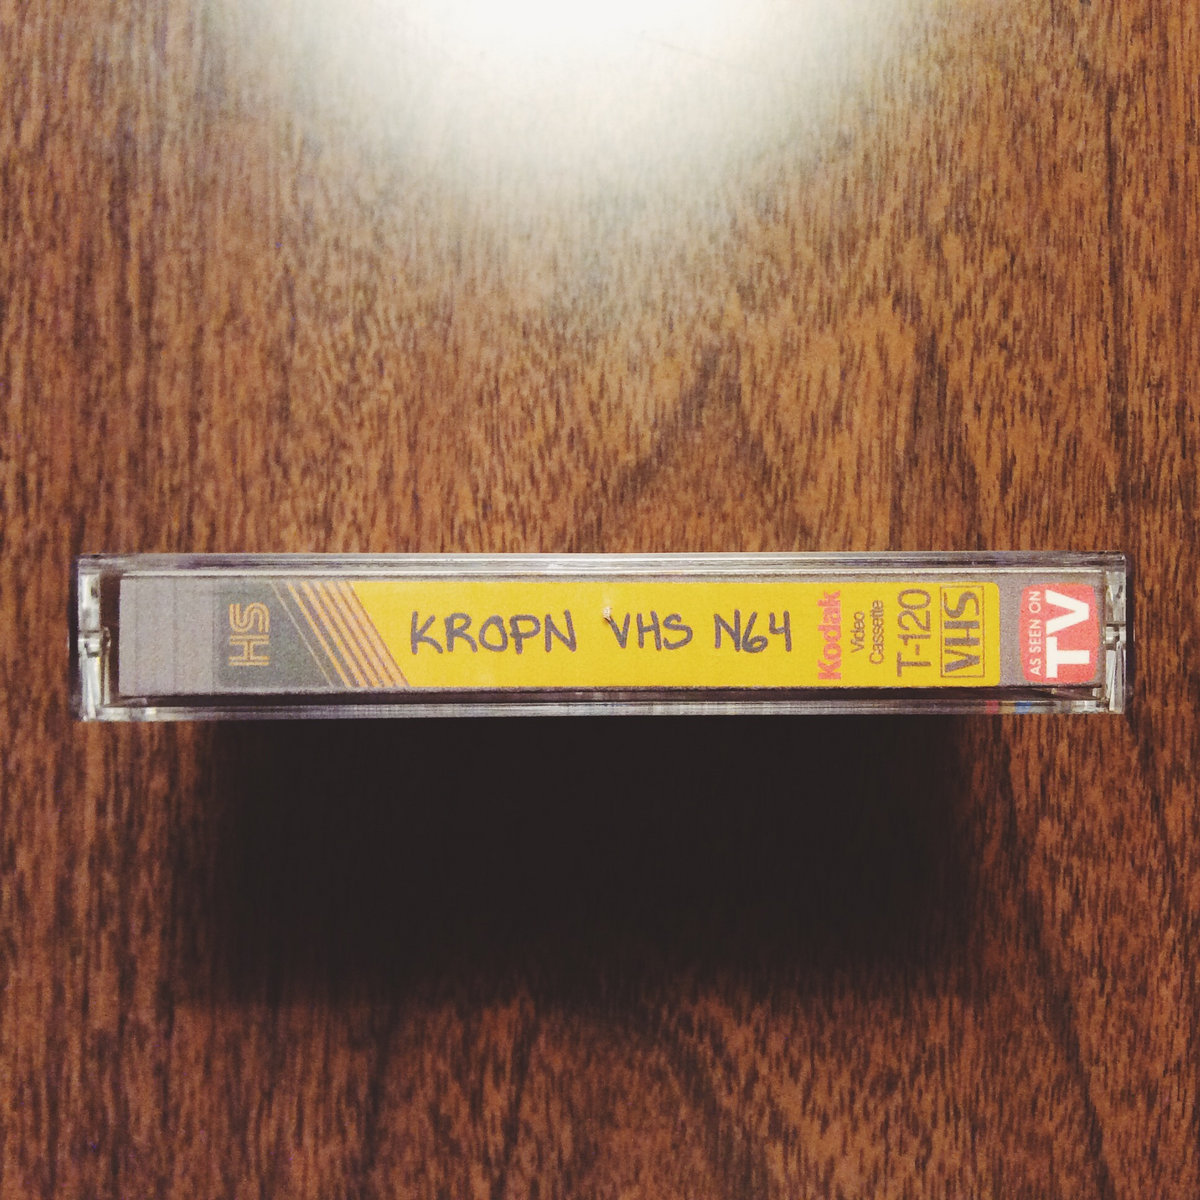 HS
KROPN VHS N64
Kodak
Video
Cassette
T-120
VHS
AS SEEN ON
TV